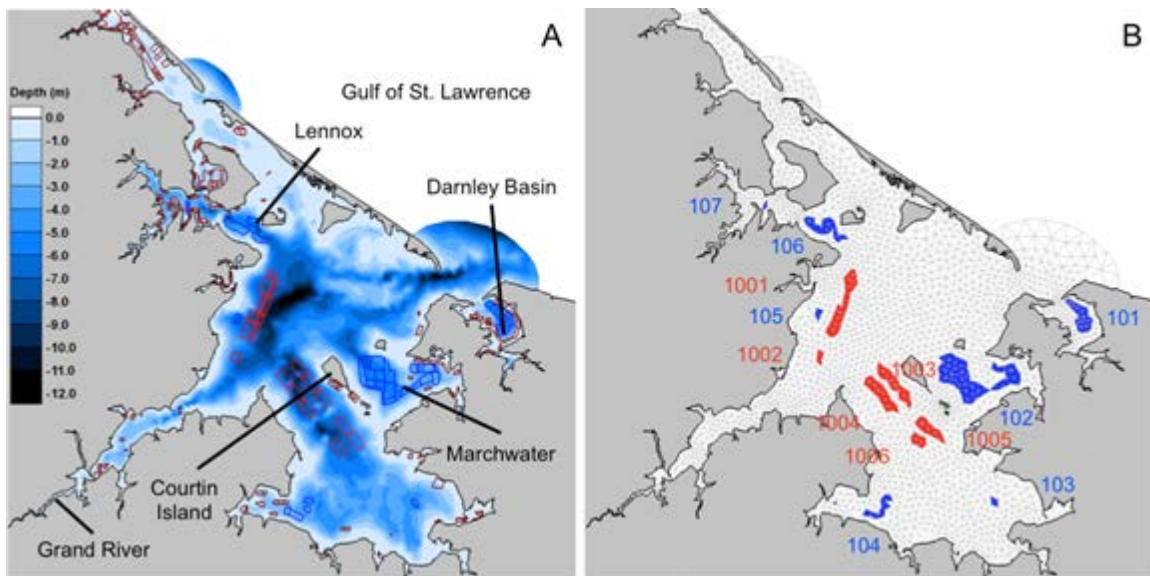 A
Depth (m)
0.0
-1.0
-2.0
-3.0
-4.0
-5.0
-6.0
-7.0
-8.0
-9.0
-10.0
-11.0
-12.0
Gulf of St. Lawrence
Lennox
Darnley Basin
Marchwater
Courtin
Island
Grand River
B
107
106
1001
105
101
1002
1003
102
1004
1005
1006
103
104